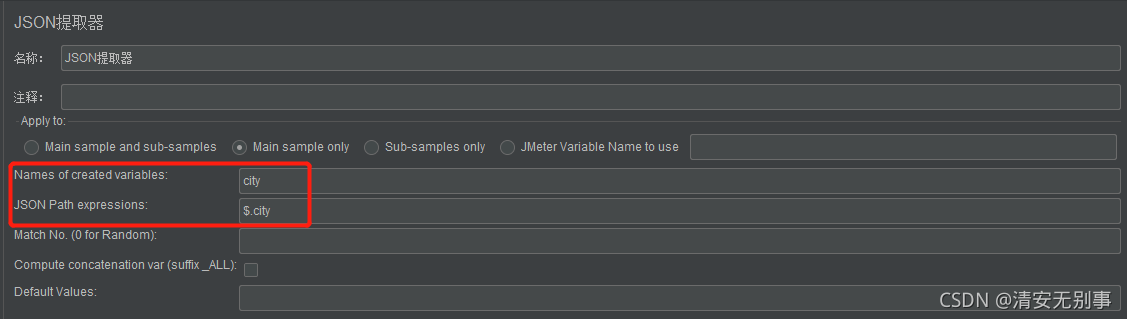 JSON提取器
名称： JSON提取器
注释：
Apply to:
Main sample and sub-samples Main sample only Sub-samples only JMeter Variable Name to use
Names of created variables: city
JSON Path expressions: $.city
Match No. (0 for Random):
Compute concatenation var (suffix _ALL):
Default Values:
CSDN @清安无别事